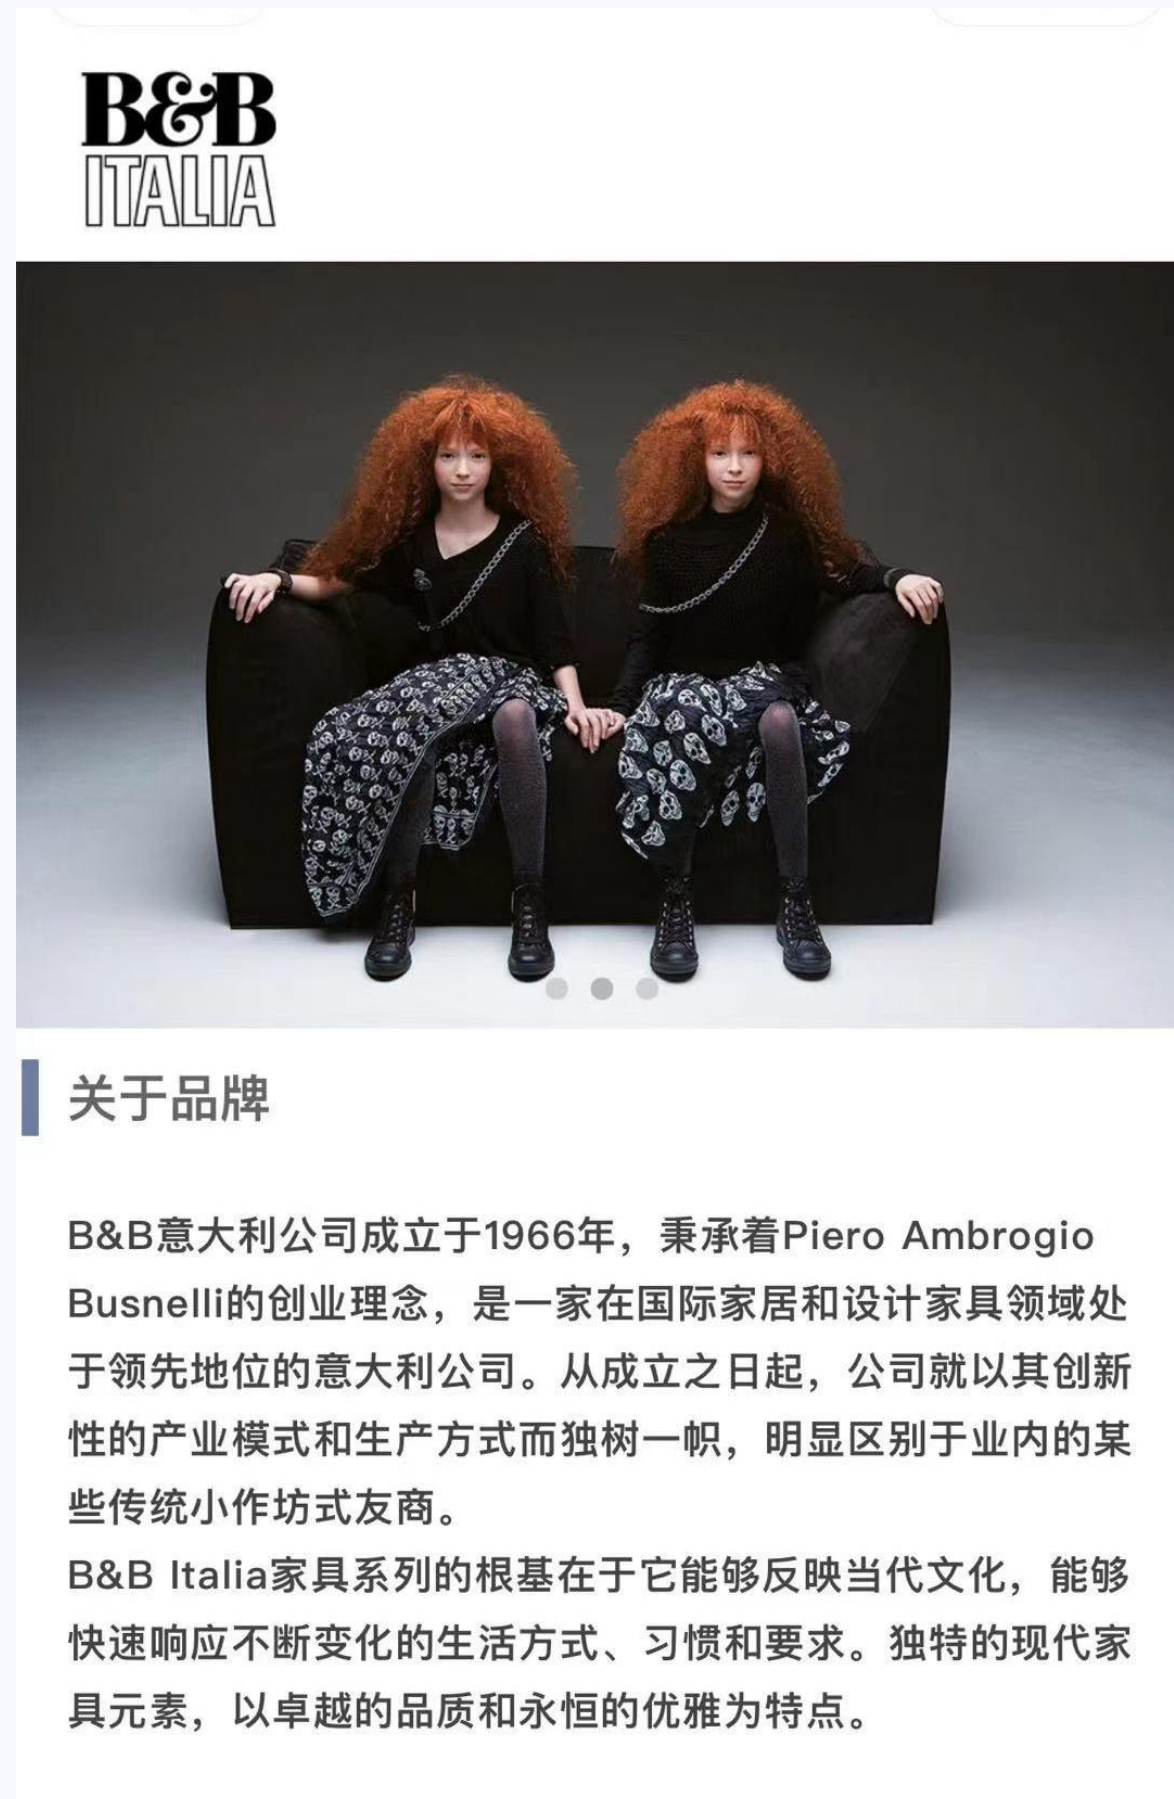 B&B
ITALIA
关于品牌
B&B意大利公司成立于1966年，秉承着Piero Ambrogio
Busnelli的创业理念，是一家在国际家居和设计家具领域处
于领先地位的意大利公司。从成立之日起，公司就以其创新
性的产业模式和生产方式而独树一帜，明显区别于业内的某
些传统小作坊式友商。
B&B Italia家具系列的根基在于它能够反映当代文化，能够
快速响应不断变化的生活方式、习惯和要求。独特的现代家
具元素，以卓越的品质和永恒的优雅为特点。